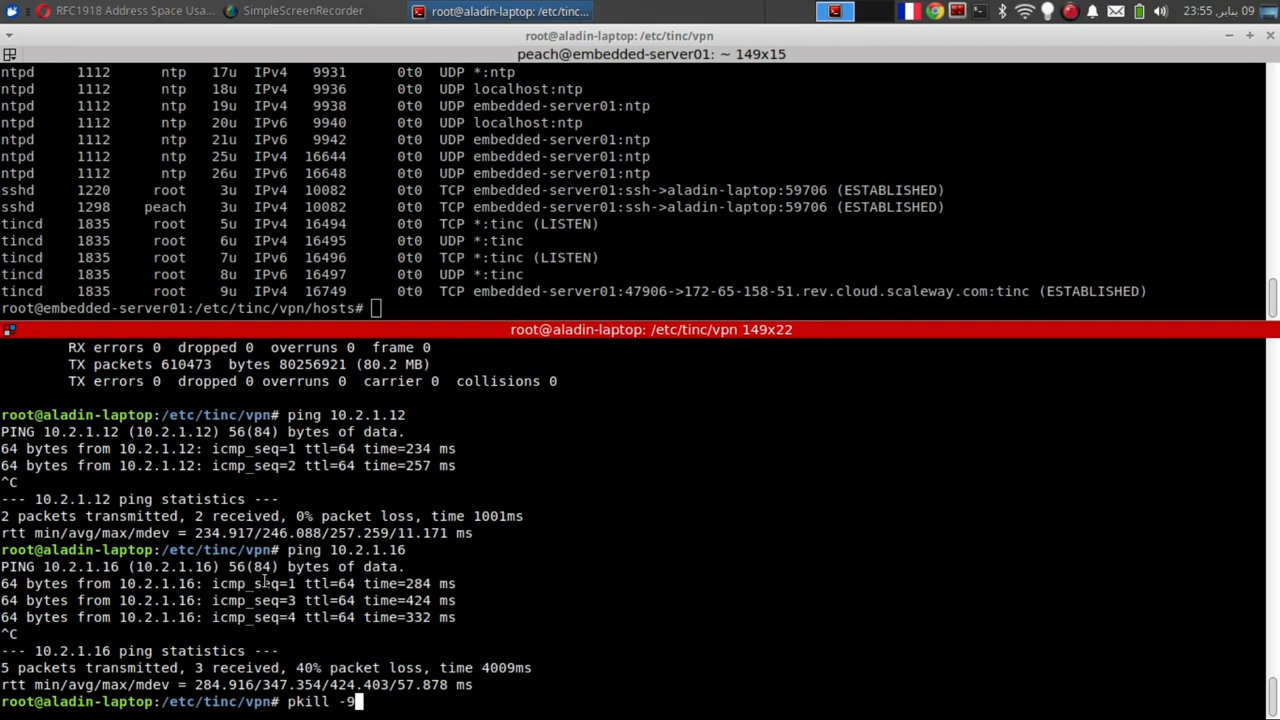 RFC1918 Address Space Usa...
SimpleScreenRecorder
root@aladin-laptop: /etc/tinc...
23:55 ,09 يناير
root@aladin-laptop: /etc/tinc/vpn
peach@embedded-server01: ~ 149x15
ntpd 1112 ntp 17u IPv4 9931 0t0 UDP *:ntp
ntpd 1112 ntp 18u IPv4 9936 0t0 UDP localhost:ntp
ntpd 1112 ntp 19u IPv4 9938 0t0 UDP embedded-server01:ntp
ntpd 1112 ntp 20u IPv6 9940 0t0 UDP localhost:ntp
ntpd 1112 ntp 21u IPv6 9942 0t0 UDP embedded-server01:ntp
ntpd 1112 ntp 25u IPv4 16644 0t0 UDP embedded-server01:ntp
ntpd 1112 ntp 26u IPv6 16648 0t0 UDP embedded-server01:ntp
sshd 1220 root 3u IPv4 10082 0t0 TCP embedded-server01:ssh->aladin-laptop:59706 (ESTABLISHED)
sshd 1298 peach 3u IPv4 10082 0t0 TCP embedded-server01:ssh->aladin-laptop:59706 (ESTABLISHED)
tincd 1835 root 5u IPv4 16494 0t0 TCP *:tinc (LISTEN)
tincd 1835 root 6u IPv4 16495 0t0 UDP *:tinc
tincd 1835 root 7u IPv6 16496 0t0 TCP *:tinc (LISTEN)
tincd 1835 root 8u IPv6 16497 0t0 UDP *:tinc
tincd 1835 root 9u IPv4 16749 0t0 TCP embedded-server01:47906->172-65-158-51.rev.cloud.scaleway.com:tinc (ESTABLISHED)
root@embedded-server01:/etc/tinc/vpn/hosts#
root@aladin-laptop: /etc/tinc/vpn 149x22
RX errors 0 dropped 0 overruns 0 frame 0
TX packets 610473 bytes 80256921 (80.2 MB)
TX errors 0 dropped 0 overruns 0 carrier 0 collisions 0
root@aladin-laptop:/etc/tinc/vpn# ping 10.2.1.12
PING 10.2.1.12 (10.2.1.12) 56(84) bytes of data.
64 bytes from 10.2.1.12: icmp_seq=1 ttl=64 time=234 ms
64 bytes from 10.2.1.12: icmp_seq=2 ttl=64 time=257 ms
^C
--- 10.2.1.12 ping statistics ---
2 packets transmitted, 2 received, 0% packet loss, time 1001ms
rtt min/avg/max/mdev = 234.917/246.088/257.259/11.171 ms
root@aladin-laptop:/etc/tinc/vpn# ping 10.2.1.16
PING 10.2.1.16 (10.2.1.16) 56(84) bytes of data.
64 bytes from 10.2.1.16: icmp_seq=1 ttl=64 time=284 ms
64 bytes from 10.2.1.16: icmp_seq=3 ttl=64 time=424 ms
64 bytes from 10.2.1.16: icmp_seq=4 ttl=64 time=332 ms
^C
--- 10.2.1.16 ping statistics ---
5 packets transmitted, 3 received, 40% packet loss, time 4009ms
rtt min/avg/max/mdev = 284.916/347.354/424.403/57.878 ms
root@aladin-laptop:/etc/tinc/vpn# pkill -9